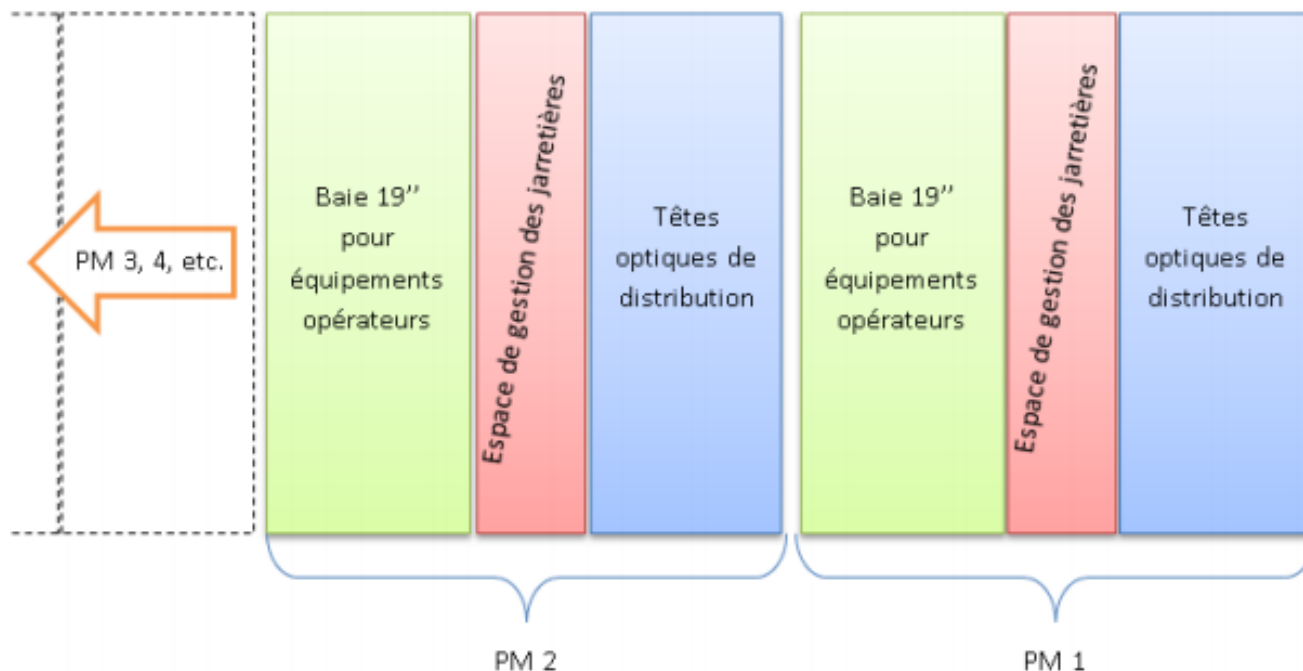 PM 3, 4, etc.
Baie 19’’
pour
équipements
opérateurs
Espace de gestion des jarretières
Têtes
optiques de
distribution
Baie 19’’
pour
équipements
opérateurs
Espace de gestion des jarretières
Têtes
optiques de
distribution
PM 2
PM 1